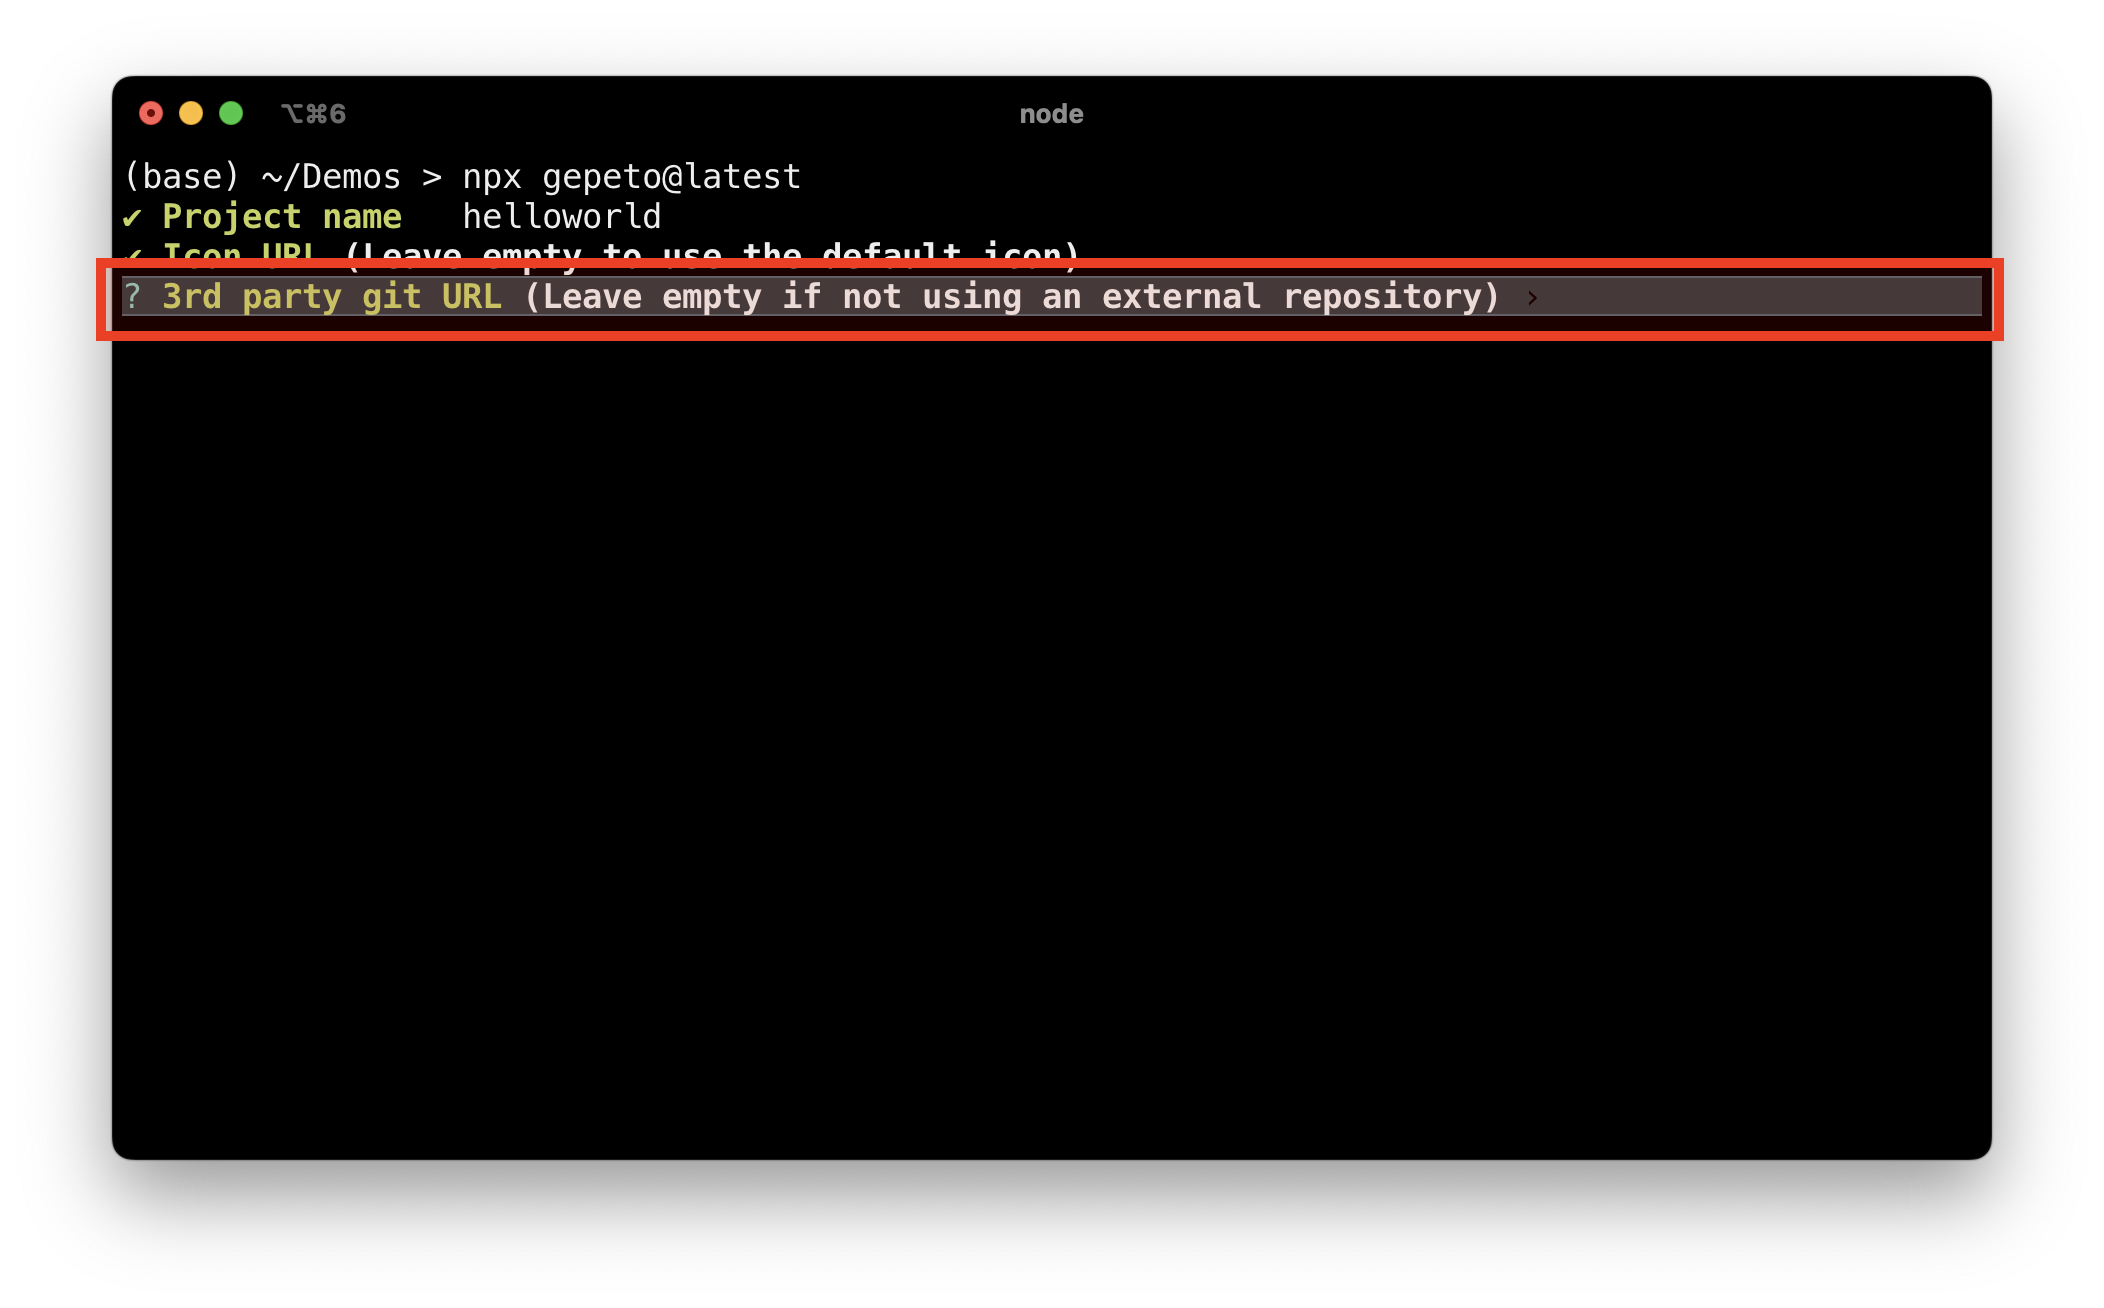 ⌥⌘6 node
(base) ~/Demos > npx gepeto@latest
✔ Project name helloworld
✔ Icon URL (Leave empty to use the default icon)
? 3rd party git URL (Leave empty if not using an external repository) ›